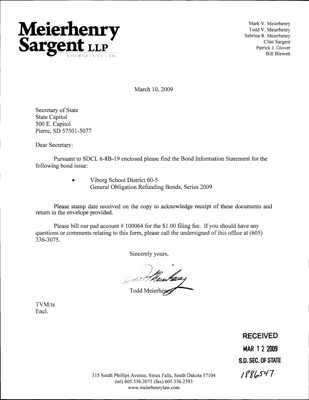 Meierhenry
Sargent LLP
ATTORNEYS AT LAW
Mark V. Meierhenry
Todd V. Meierhenry
Sabrina R. Meierhenry
Clint Sargent
Patrick J. Glover
Bill Blewett
March 10, 2009
Secretary of State
State Capitol
500 E. Capitol
Pierre, SD 57501-5077
Dear Secretary:
Pursuant to SDCL 6-8B-19 enclosed please find the Bond Information Statement for the
following bond issue:
• Viborg School District 60-5
General Obligation Refunding Bonds, Series 2009
Please stamp date received on the copy to acknowledge receipt of these documents and
return in the envelope provided.
Please bill our pad account # 100064 for the $1.00 filing fee. If you should have any
questions or comments relating to this form, please call the undersigned of this office at (605)
336-3075.
Sincerely yours,
Todd Meierhenry
TVM:ts
Encl.
RECEIVED
MAR 12 2009
S.D. SEC. OF STATE
1886547
315 South Phillips Avenue, Sioux Falls, South Dakota 57104
(tel) 605.336.3075 (fax) 605.336.2593
www.meierhenrylaw.com